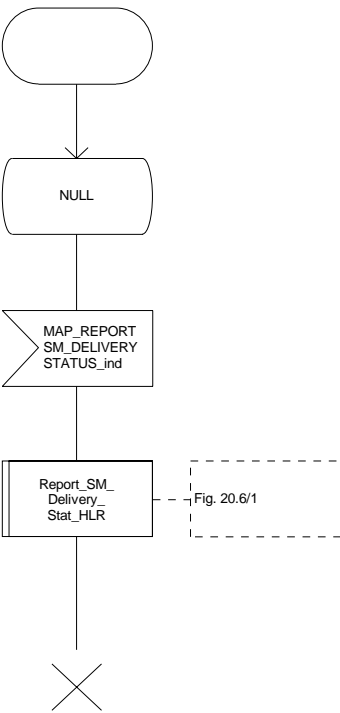 NULL
MAP_REPORT
SM_DELIVERY
STATUS_ind
Report_SM_
Delivery_
Stat_HLR
Fig. 20.6/1